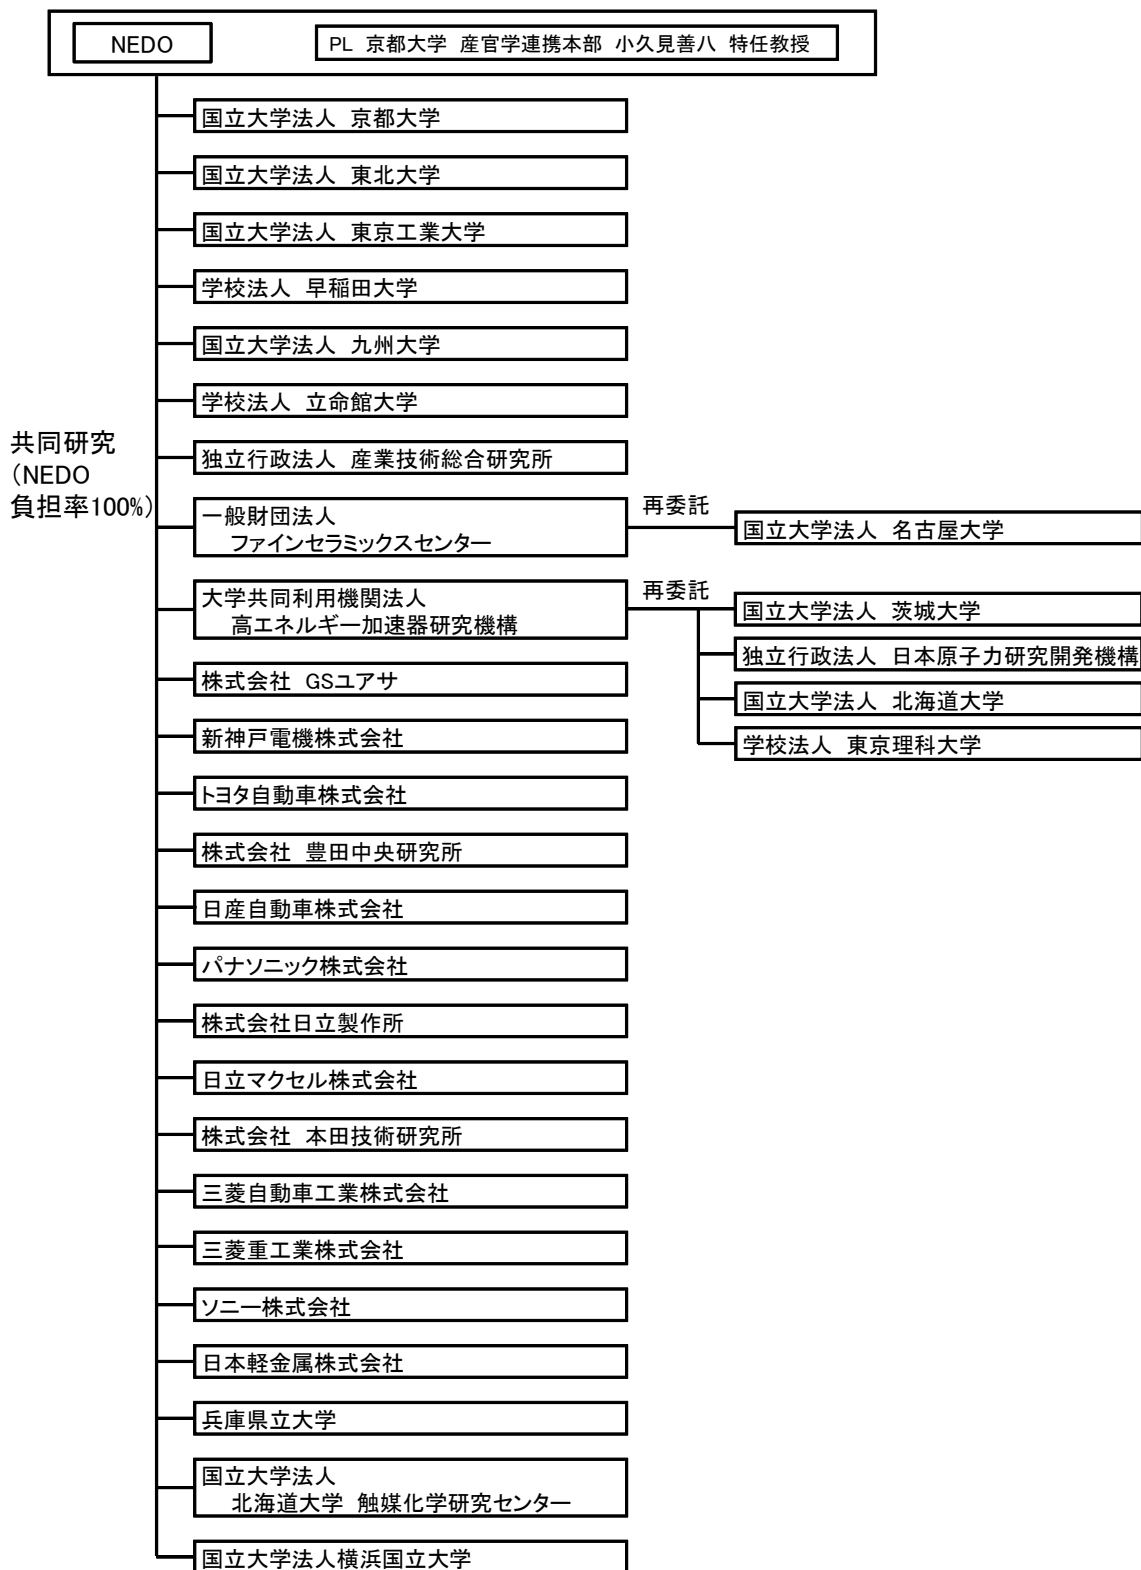 NEDO
PL 京都大学 産官学連携本部 小久見善八 特任教授
国立大学法人 京都大学
国立大学法人 東北大学
国立大学法人 東京工業大学
学校法人 早稲田大学
国立大学法人 九州大学
学校法人 立命館大学
共同研究
(NEDO
負担率100%)
独立行政法人 産業技術総合研究所
一般財団法人
ファインセラミックスセンター
再委託
国立大学法人 名古屋大学
大学共同利用機関法人
高エネルギー加速器研究機構
再委託
国立大学法人 茨城大学
独立行政法人 日本原子力研究開発機構
国立大学法人 北海道大学
学校法人 東京理科大学
株式会社 GSユアサ
新神戸電機株式会社
トヨタ自動車株式会社
株式会社 豊田中央研究所
日産自動車株式会社
パナソニック株式会社
株式会社日立製作所
日立マクセル株式会社
株式会社 本田技術研究所
三菱自動車工業株式会社
三菱重工業株式会社
ソニー株式会社
日本軽金属株式会社
兵庫県立大学
国立大学法人
北海道大学 触媒化学研究センター
国立大学法人横浜国立大学